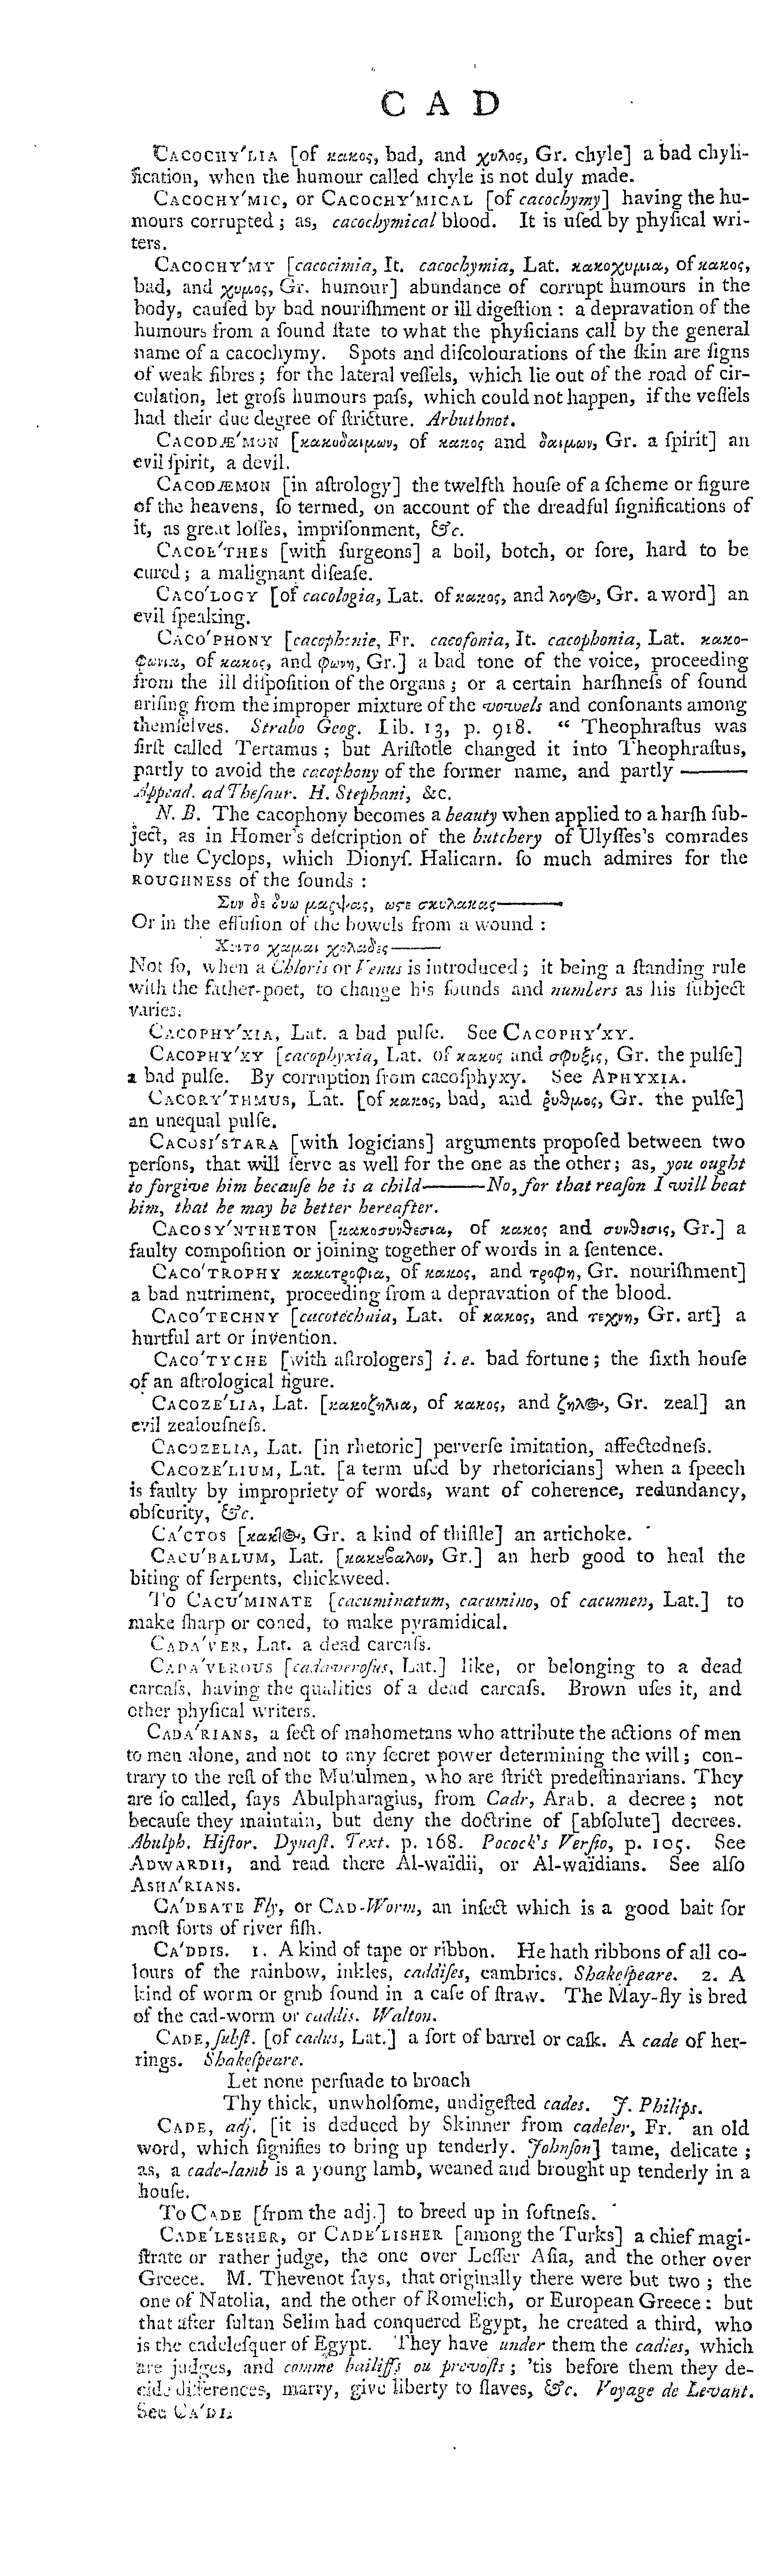 C A D
CACOCHY′LIA [of κακος, bad, and χυλος, Gr. chyle] a bad chyli-
fication, when the humour called chyle is not duly made.
CACOCHY′MIC, or CACOCHY′MICAL [of cacochymy] having the hu-
mours corrupted; as, cacochymical blood. It is uſed by phyſical wri-
ters.
CACOCHY′MY [cacocimia, It. cacochymia, Lat. κακοχυμια, of κακος,
bad, and χυμος, Gr. humour] abundance of corrupt humours in the
body, cauſed by bad nouriſhment or ill digeſtion: a depravation of the
humours from a ſound ſtate to what the phyſicians call by the general
name of a cacochymy. Spots and diſcolourations of the ſkin are ſigns
of weak fibres; for the lateral veſſels, which lie out of the road of cir-
culation, let groſs humours paſs, which could not happen, if the veſſels
had their due degree of ſtricture. Arbuthnot.
CACODÆ′MON [κακοδαιμων, of κακος and δαιμων, Gr. a ſpirit] an
evil ſpirit, a devil.
CACODÆMON [in aſtrology] the twelfth houſe of a ſcheme or figure
of the heavens, ſo termed, on account of the dreadful ſignifications of
it, as great loſſes, impriſonment, &c.
CACOE′THES [with ſurgeons] a boil, botch, or ſore, hard to be
cured; a malignant diſeaſe.
CACO′LOGY [of cacologia, Lat. of κακος, and λογ⊙, Gr. a word] an
evil ſpeaking.
CACO′PHONY [cacophonie, Fr. cacofonia, It. cacophonia, Lat. κακο-
φωνια, of κακος, and φωνη, Gr.] a bad tone of the voice, proceeding
from the ill diſpoſition of the organs; or a certain harſhneſs of ſound
ariſing from the improper mixture of the vowels and conſonants among
themſelves. Strabo Geog. Lib. 13, p. 918. “ Theophraſtus was
firſt called Tertamus; but Ariſtotle changed it into Theophraſtus,
partly to avoid the cacophony of the former name, and partly ——
Append. ad Theſaur. H. Stephani, &c.
N. B. The cacophony becomes a beauty when applied to a harſh ſub-
ject, as in Homer's deſcription of the butchery of Ulyſſes's comrades
by the Cyclops, which Dionyſ. Halicarn. ſo much admires for the
ROUGHNESS of the ſounds:
Συν δε δυω μαρψας, ωϛε σκυλακας——
Or in the effuſion of the bowels from a wound:
Χυντο χαμαι χολαδες——
Not ſo, when a Chloris or Venus is introduced; it being a ſtanding rule
with the father-poet, to change his ſounds and numbers as his ſubject
varies.
CACOPHY′XIA, Lat. a bad pulſe. See CACOPHY′XY.
CACOPHY′XY [cacophyxia, Lat. of κακος and σφυξις, Gr. the pulſe]
a bad pulſe. By corruption from cacoſphyxy. See APHYXIA.
CACORY′THMUS, Lat. [of κακος, bad, and ρυθμος, Gr. the pulſe]
an unequal pulſe.
CACOSI′STARA [with logicians] arguments propoſed between two
perſons, that will ſerve as well for the one as the other; as, you ought
to forgive him becauſe he is a child——No, for that reaſon I will beat
him, that he may be better hereafter.
CACOSY′NTHETON [κακοσυνθεσια, of κακος and συνθεσις, Gr.] a
faulty compoſition or joining together of words in a ſentence.
CACO′TROPHY κακοτροφια, of κακος, and τροφη, Gr. nouriſhment]
a bad nutriment, proceeding from a depravation of the blood.
CACO′TECHNY [cacotechnia, Lat. of κακος, and τεχνη, Gr. art] a
hurtful art or invention.
CACO′TYCHE [with aſtrologers] i. e. bad fortune; the ſixth houſe
of an aſtrological figure.
CACOZE′LIA, Lat. [κακοζηλια, of κακος, and ζηλ⊙, Gr. zeal] an
evil zealouſneſs.
CACOZELIA, Lat. [in rhetoric] perverſe imitation, affectedneſs.
CACOZE′LIUM, Lat. [a term uſed by rhetoricians] when a ſpeech
is faulty by impropriety of words, want of coherence, redundancy,
obſcurity, &c.
CA′CTOS [κακτ⊙, Gr. a kind of thiſtle] an artichoke.
CACU′BALUM, Lat. [κακυβαλον, Gr.] an herb good to heal the
biting of ſerpents, chickweed.
To CACU′MINATE [cacuminatum, cacumino, of cacumen, Lat.] to
make ſharp or coned, to make pyramidical.
CADA′VER, Lat. a dead carcaſs.
CADA′VEROUS [cadaveroſus, Lat.] like, or belonging to a dead
carcaſs, having the qualities of a dead carcaſs. Brown uſes it, and
other phyſical writers.
CADA′RIANS, a ſect of mahometans who attribute the actions of men
to men alone, and not to any ſecret power determining the will; con-
trary to the reſt of the Muſulmen, who are ſtrict predeſtinarians. They
are ſo called, ſays Abulpharagius, from Cadr, Arab. a decree; not
becauſe they maintain, but deny the doctrine of [abſolute] decrees.
Abulph. Hiſtor. Dynaſt. Text. p. 168. Pocock's Verſio, p. 105. See
ADWARDII, and read there Al-waïdii, or Al-waïdians. See alſo
ASHA′RIANS.
CA′DEATE Fly, or CAD-Worm, an inſect which is a good bait for
moſt ſorts of river fiſh.
CA′DDIS. 1. A kind of tape or ribbon. He hath ribbons of all co-
lours of the rainbow, inkles, caddiſes, cambrics. Shakeſpeare. 2. A
kind of worm or grub found in a caſe of ſtraw. The May-fly is bred
of the cad-worm or caddis. Walton.
CADE, ſubſt. [of cadus, Lat.] a ſort of barrel or caſk. A cade of her-
rings. Shakeſpeare.
Let none perſuade to broach
Thy thick, unwholſome, undigeſted cades. J. Philips.
CADE, adj. [it is deduced by Skinner from cadeler, Fr. an old
word, which ſignifies to bring up tenderly. Johnſon] tame, delicate;
as, a cade-lamb is a young lamb, weaned and brought up tenderly in a
houſe.
To CADE [from the adj.] to breed up in ſoftneſs.
CADE′LESHER, or CADE′LISHER [among the Turks] a chief magi-
ſtrate or rather judge, the one over Leſſer Aſia, and the other over
Greece. M. Thevenot ſays, that originally there were but two; the
one of Natolia, and the other of Romelich, or European Greece: but
that after ſultan Selim had conquered Egypt, he created a third, who
is the cadeleſquer of Egypt. They have under them the cadies, which
are judges, and comme bailiffs ou prevoſts; 'tis before them they de-
cide differences, marry, give liberty to ſlaves, &c. Voyage de Levant.
See CA′DI.